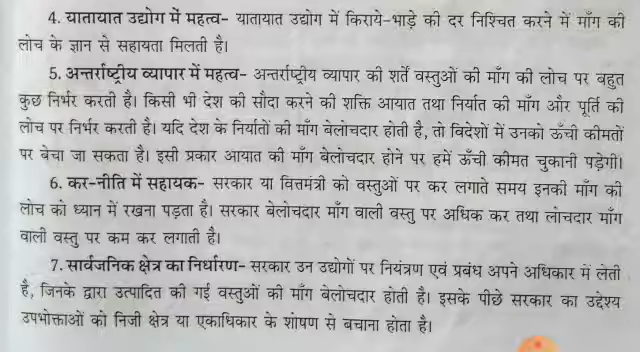 4. यातायात उद्योग में महत्व- यातायात उद्योग में किराये-भाड़े की दर निश्चित करने में माँग की
लोच के ज्ञान से सहायता मिलती है।
5. अन्तर्राष्ट्रीय व्यापार में महत्व- अन्तर्राष्ट्रीय व्यापार की शर्तें वस्तुओं की माँग की लोच पर बहुत
कुछ निर्भर करती है। किसी भी देश की सौदा करने की शक्ति आयात तथा निर्यात की माँग और पूर्ति की
लोच पर निर्भर करती है। यदि देश के निर्यातों की माँग बेलोचदार होती है, तो विदेशों में उनको ऊँची कीमतों
पर बेचा जा सकता है। इसी प्रकार आयात की माँग बेलोचदार होने पर हमें ऊँची कीमत चुकानी पड़ेगी।
6. कर-नीति में सहायक- सरकार या वित्तमंत्री को वस्तुओं पर कर लगाते समय इनकी माँग की
लोच को ध्यान में रखना पड़ता है। सरकार बेलोचदार माँग वाली वस्तु पर अधिक कर तथा लोचदार माँग
वाली वस्तु पर कम कर लगाती है।
7. सार्वजनिक क्षेत्र का निर्धारण- सरकार उन उद्योगों पर नियंत्रण एवं प्रबंध अपने अधिकार में लेती
है, जिनके द्वारा उत्पादित की गई वस्तुओं की माँग बेलोचदार होती है। इसके पीछे सरकार का उद्देश्य
उपभोक्ताओं को निजी क्षेत्र या एकाधिकार के शोषण से बचाना होता है।